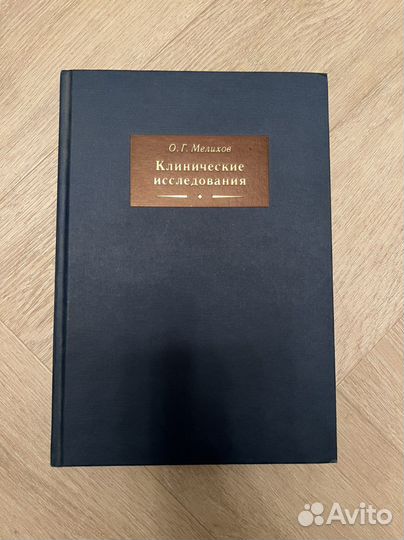 О. Г. Мелихов
Клинические
исследования
Avito